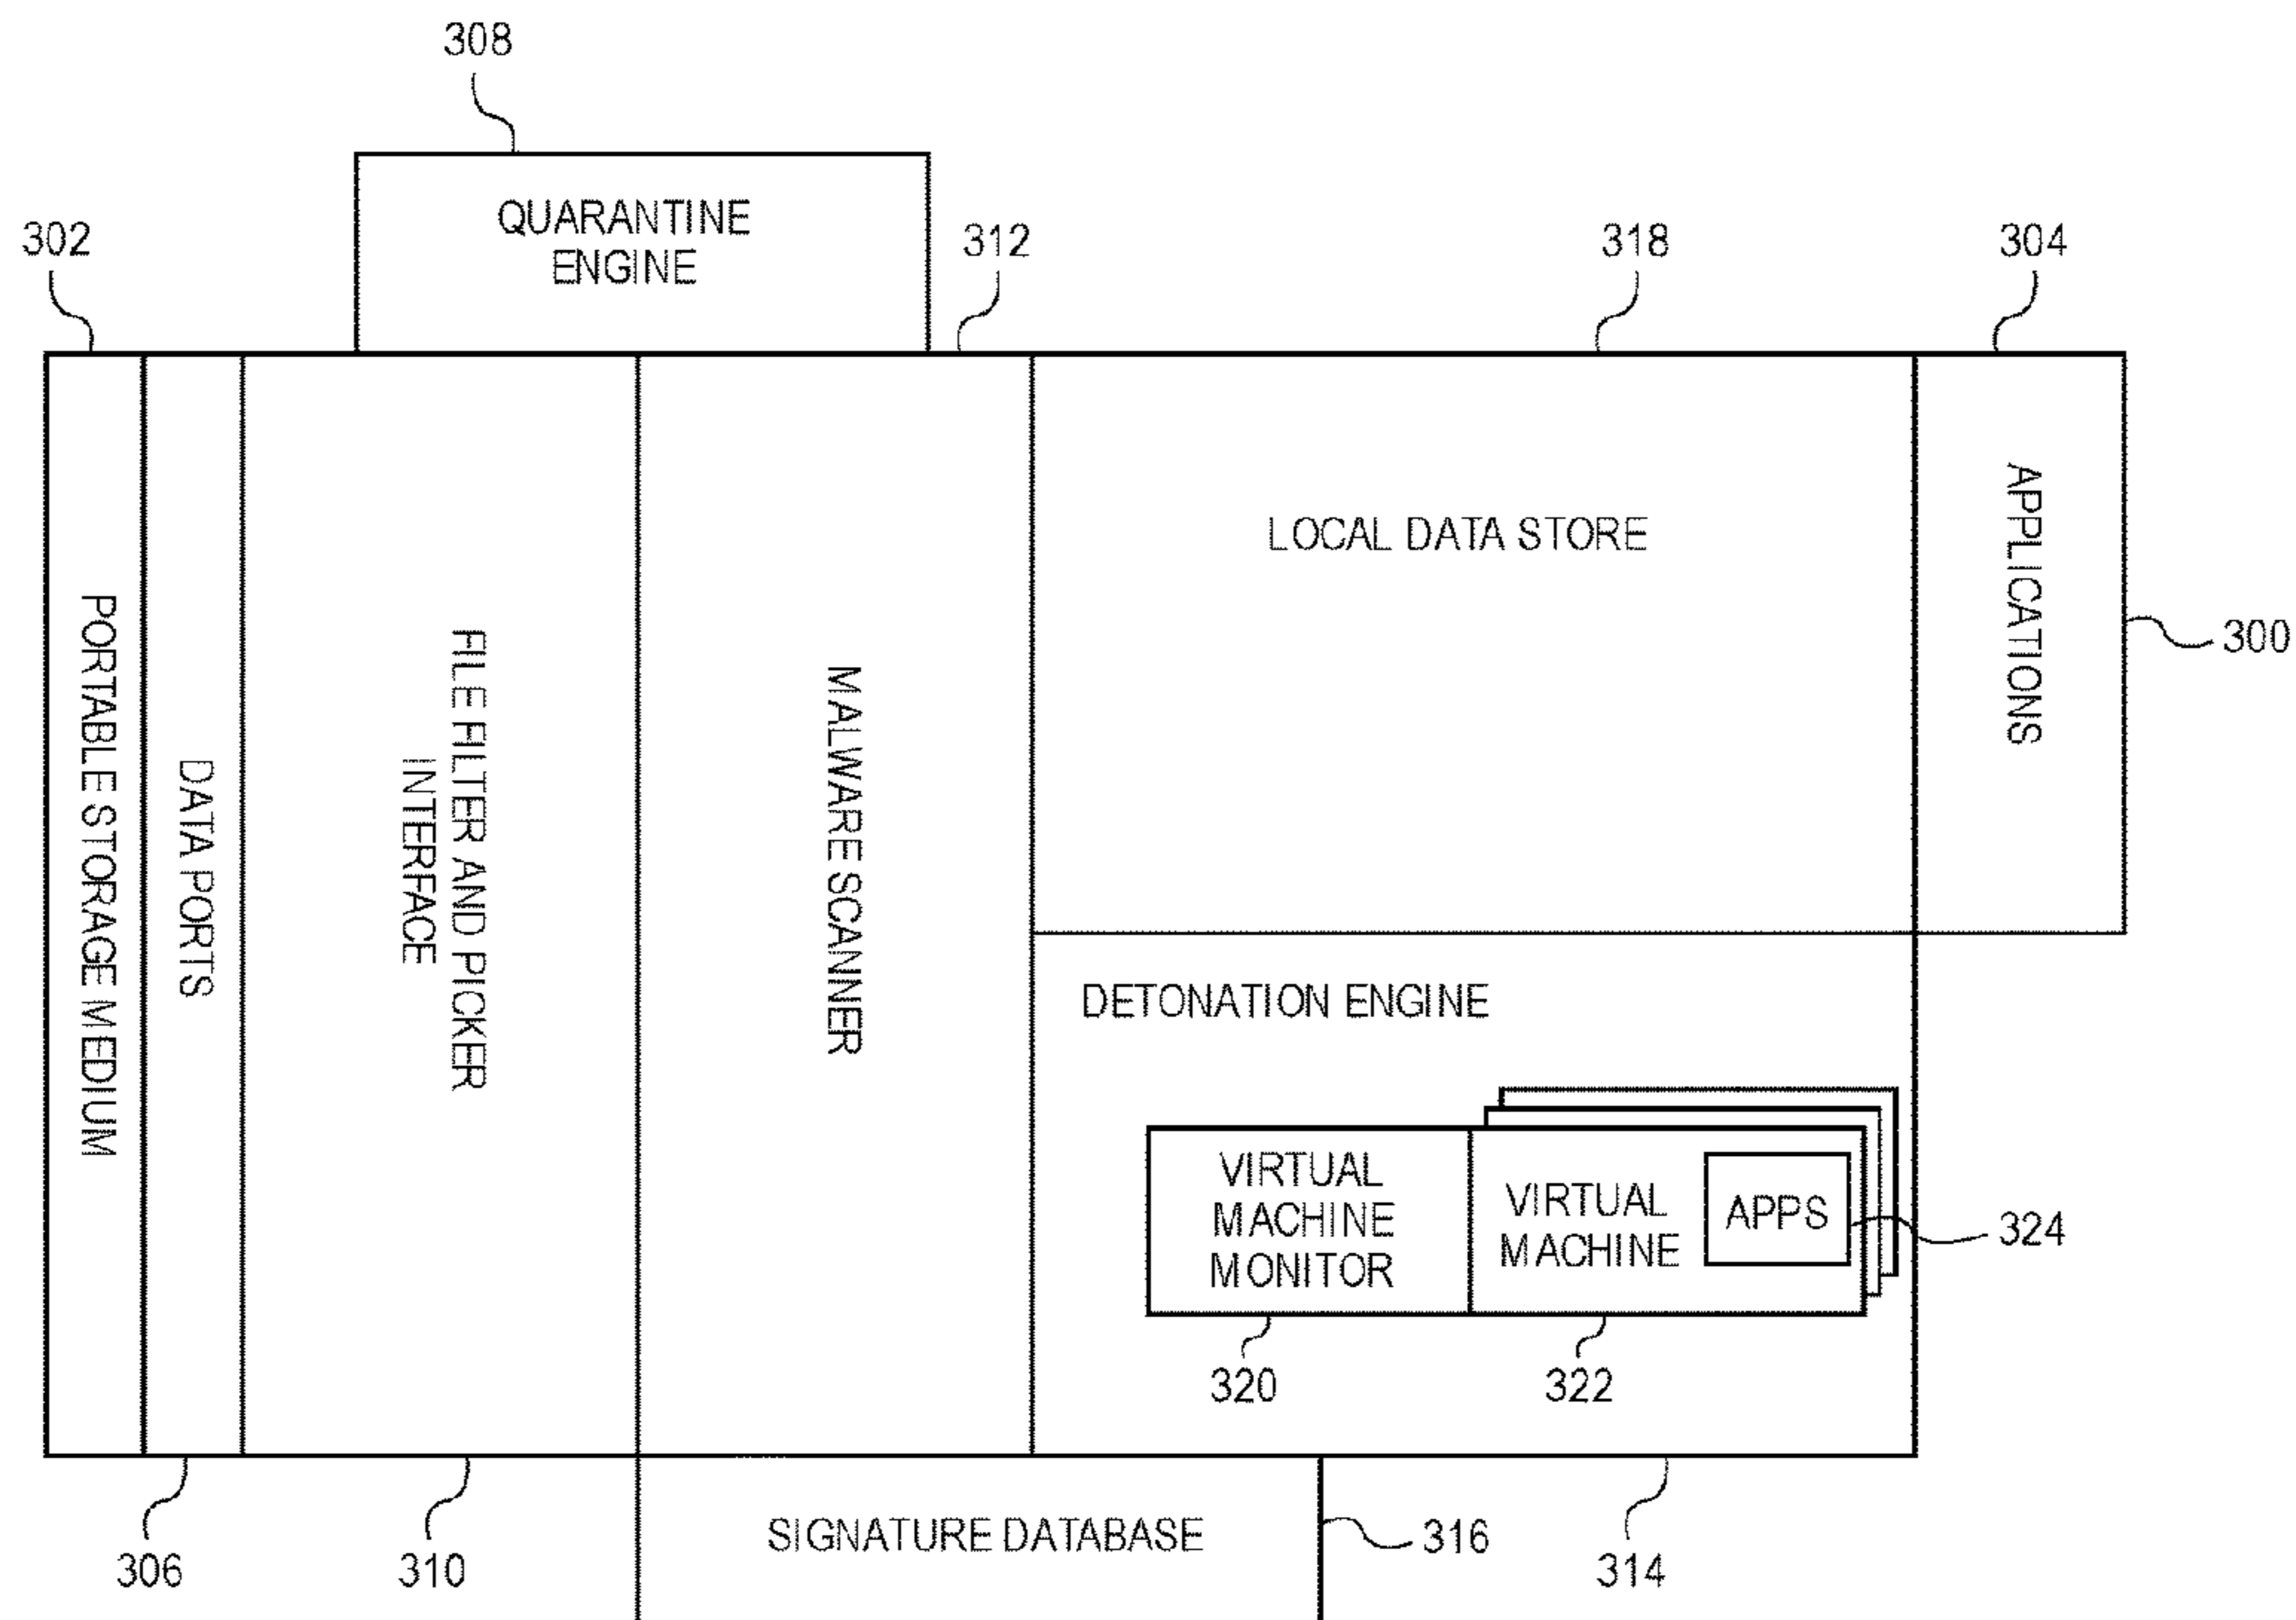 308
QUARANTINE
ENGINE
302
312
318
304
PORTABLE STORAGE MEDIUM
DATA PORTS
FILE FILTER AND PICKER
INTERFACE
MALWARE SCANNER
LOCAL DATA STORE
APPLICATIONS
300
DETONATION ENGINE
VIRTUAL
MACHINE
MONITOR
VIRTUAL
MACHINE
APPS
324
320
322
306
310
SIGNATURE DATABASE
316
314